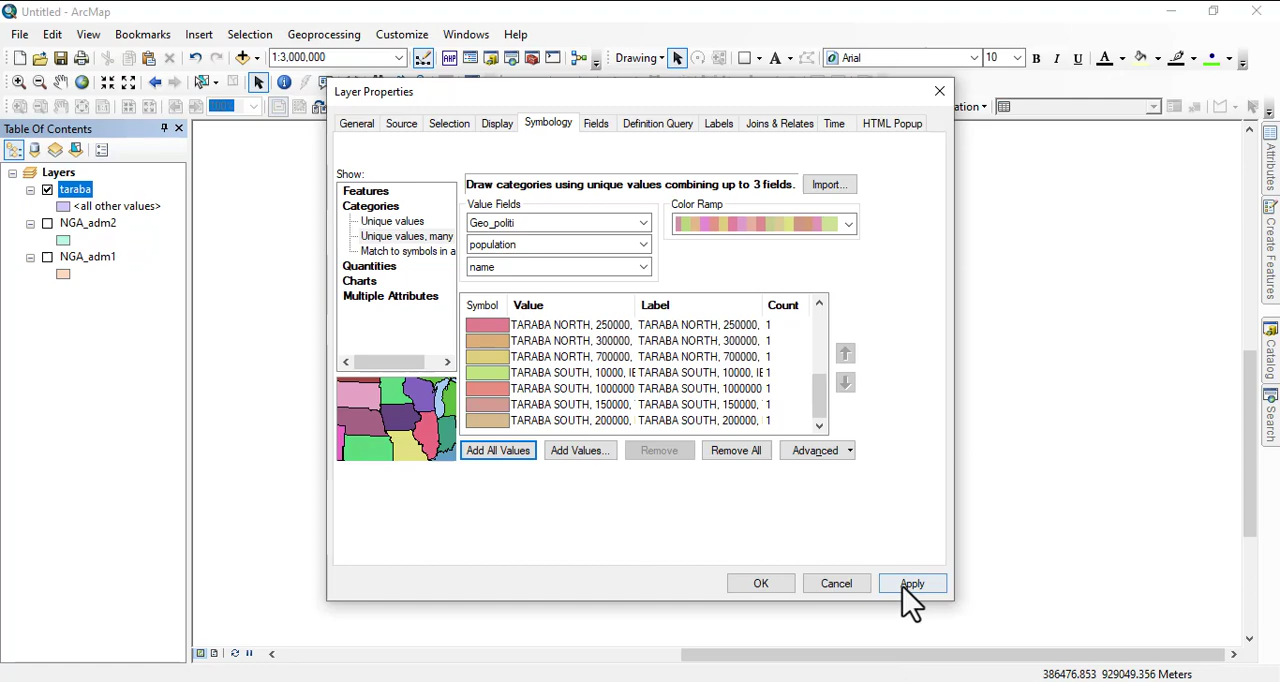 Untitled - ArcMap
File Edit View Bookmarks Insert Selection Geoprocessing Customize Windows Help
1:3,000,000 Drawing Arial 10 B I U
Layer Properties
Table Of Contents
General Source Selection Display Symbology Fields Definition Query Labels Joins & Relates Time HTML Popup
Layers
taraba
<all other values>
NGA_adm2
NGA_adm1
Show:
Features
Categories
Unique values
Unique values, many
Match to symbols in a
Quantities
Charts
Multiple Attributes
Draw categories using unique values combining up to 3 fields.
Import...
Value Fields
Geo_politi
population
name
Color Ramp
Symbol Value Label Count
TARABA NORTH, 250000, TARABA NORTH, 250000, 1
TARABA NORTH, 300000, TARABA NORTH, 300000, 1
TARABA NORTH, 700000, TARABA NORTH, 700000, 1
TARABA SOUTH, 10000, IE TARABA SOUTH, 10000, IE 1
TARABA SOUTH, 1000000 TARABA SOUTH, 1000000 1
TARABA SOUTH, 150000, TARABA SOUTH, 150000, 1
TARABA SOUTH, 200000, TARABA SOUTH, 200000, 1
Add All Values Add Values... Remove Remove All Advanced
OK Cancel Apply
Attributes
Create Features
Catalog
Search
386476.853 929049.356 Meters